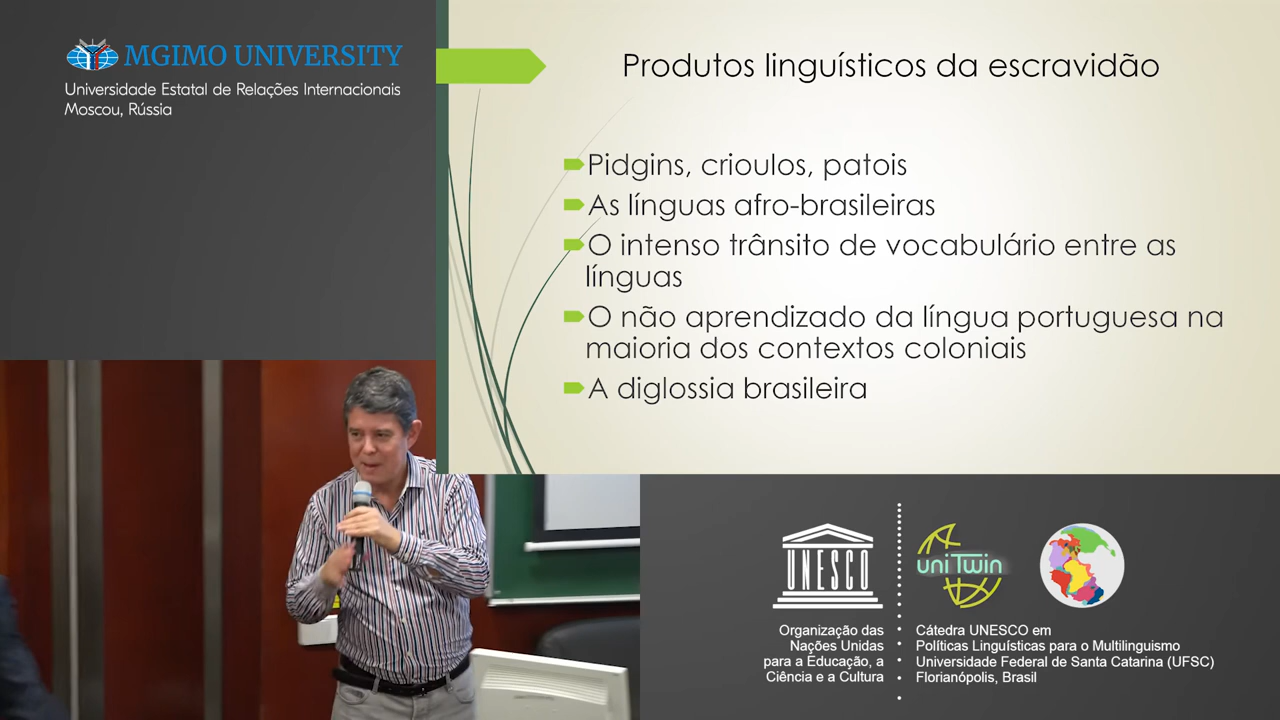 MGIMO UNIVERSITY
Universidade Estatal de Relações Internacionais
Moscou, Rússia
Produtos linguísticos da escravidão
Pidgins, crioulos, patois
As línguas afro-brasileiras
O intenso trânsito de vocabulário entre as
línguas
O não aprendizado da língua portuguesa na
maioria dos contextos coloniais
A diglossia brasileira
UNESCO
uniTwin
Organização das
Nações Unidas
para a Educação, a
Ciência e a Cultura
Cátedra UNESCO em
Políticas Linguísticas para o Multilinguismo
Universidade Federal de Santa Catarina (UFSC)
Florianópolis, Brasil